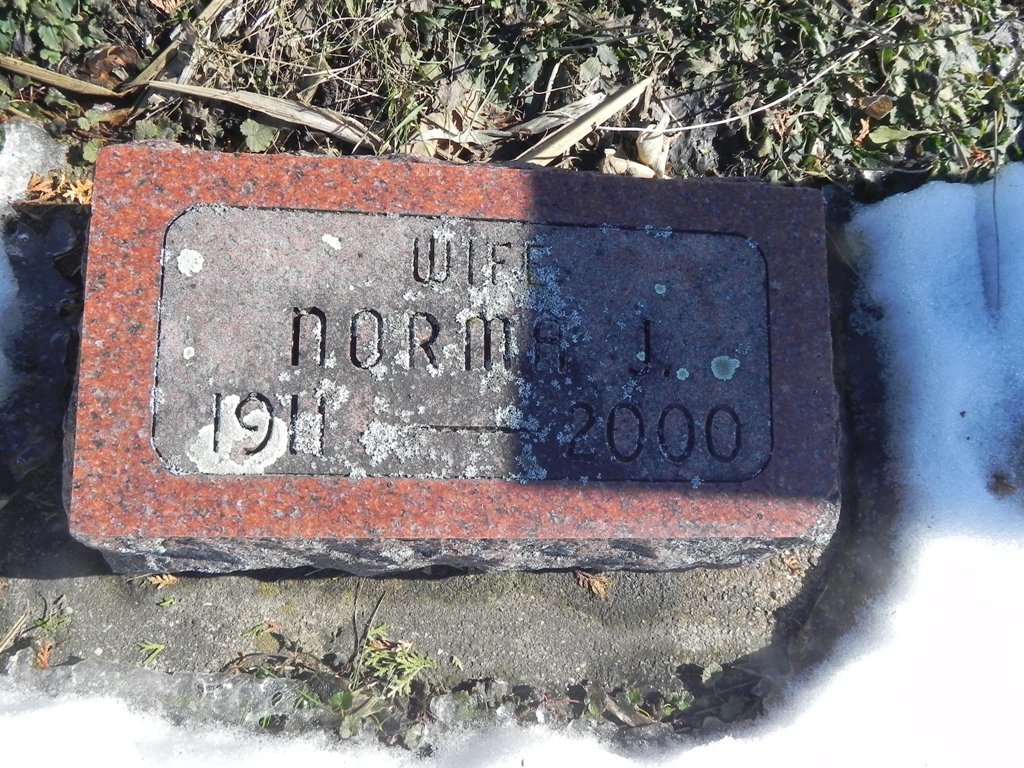 WIFE
NORMA J.
1911 — 2000